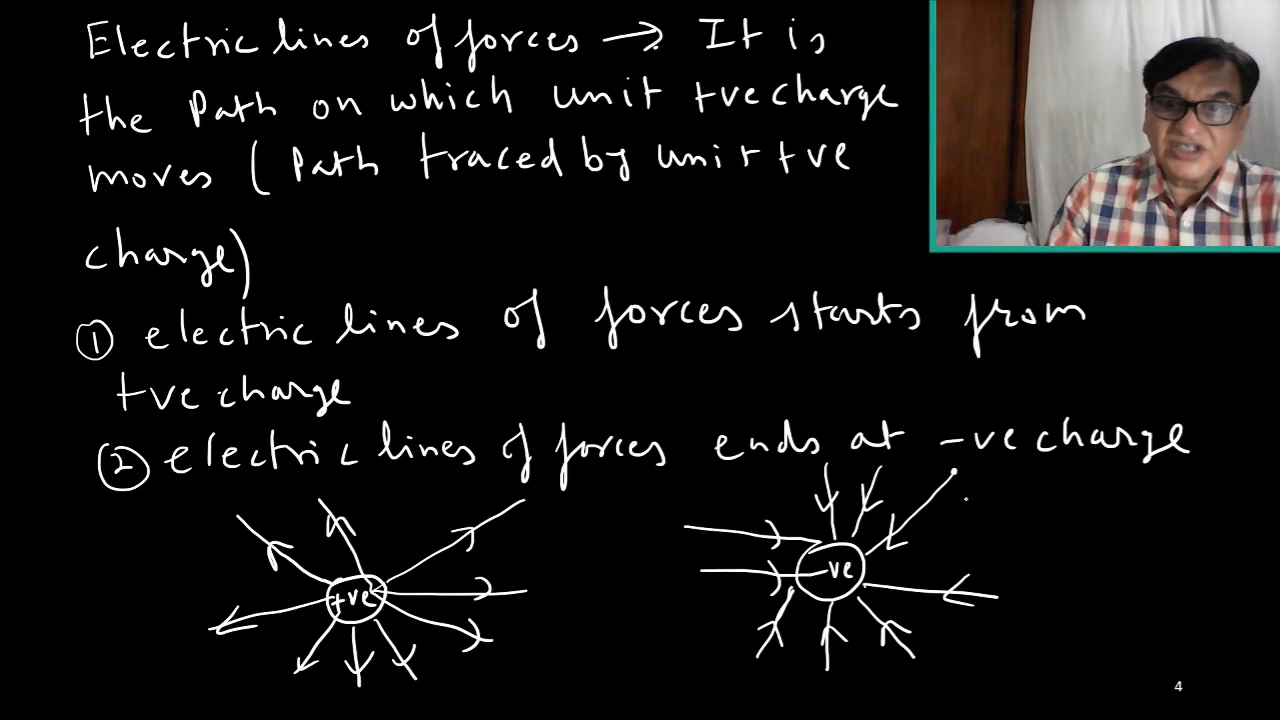 Electric lines of forces → It is
the Path on which unit +ve charge
moves ( Path traced by unit +ve
charge)
① electric lines of forces starts from
+ve charge
② electric lines of forces ends at -ve charge
+ve
-ve
4